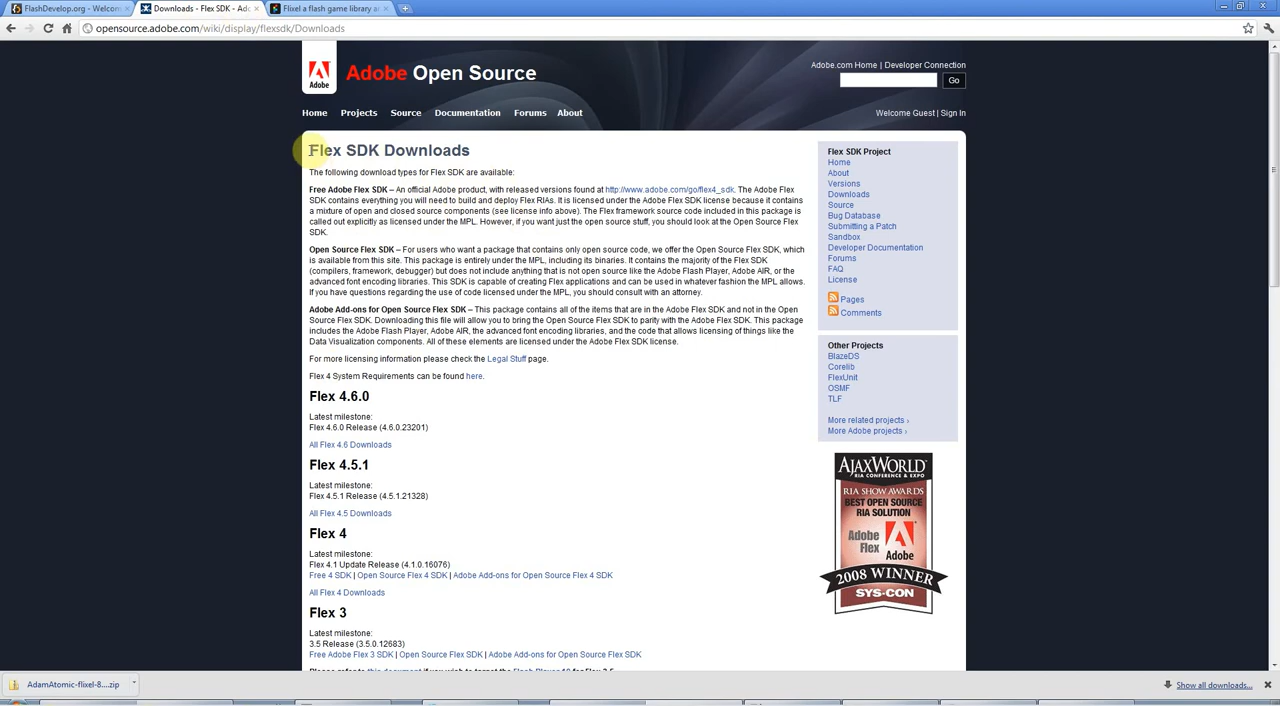 FlashDevelop.org - Welcom
Downloads - Flex SDK - Ado
Flixel a flash game library a
opensource.adobe.com/wiki/display/flexsdk/Downloads
Adobe
Adobe Open Source
Adobe.com Home | Developer Connection
Go
Home Projects Source Documentation Forums About
Welcome Guest | Sign In
Flex SDK Downloads
The following download types for Flex SDK are available:
Free Adobe Flex SDK – An official Adobe product, with released versions found at http://www.adobe.com/go/flex4_sdk. The Adobe Flex
SDK contains everything you will need to build and deploy Flex RIAs. It is licensed under the Adobe Flex SDK license because it contains
a mixture of open and closed source components (see license info above). The Flex framework source code included in this package is
called out explicitly as licensed under the MPL. However, if you want just the open source stuff, you should look at the Open Source Flex
SDK.
Open Source Flex SDK – For users who want a package that contains only open source code, we offer the Open Source Flex SDK, which
is available from this site. This package is entirely under the MPL, including its binaries. It contains the majority of the Flex SDK
(compilers, framework, debugger) but does not include anything that is not open source like the Adobe Flash Player, Adobe AIR, or the
advanced font encoding libraries. This SDK is capable of creating Flex applications and can be used in whatever fashion the MPL allows.
If you have questions regarding the use of code licensed under the MPL, you should consult with an attorney.
Adobe Add-ons for Open Source Flex SDK – This package contains all of the items that are in the Adobe Flex SDK and not in the Open
Source Flex SDK. Downloading this file will allow you to bring the Open Source Flex SDK to parity with the Adobe Flex SDK. This package
includes the Adobe Flash Player, Adobe AIR, the advanced font encoding libraries, and the code that allows licensing of things like the
Data Visualization components. All of these elements are licensed under the Adobe Flex SDK license.
For more licensing information please check the Legal Stuff page.
Flex 4 System Requirements can be found here.
Flex 4.6.0
Latest milestone:
Flex 4.6.0 Release (4.6.0.23201)
All Flex 4.6 Downloads
Flex 4.5.1
Latest milestone:
Flex 4.5.1 Release (4.5.1.21328)
All Flex 4.5 Downloads
Flex 4
Latest milestone:
Flex 4.1 Update Release (4.1.0.16076)
Free 4 SDK | Open Source Flex 4 SDK | Adobe Add-ons for Open Source Flex 4 SDK
All Flex 4 Downloads
Flex 3
Latest milestone:
3.5 Release (3.5.0.12683)
Free Adobe Flex 3 SDK | Open Source Flex SDK | Adobe Add-ons for Open Source Flex SDK
Please refer to this document if you wish to target the Flash Player 10 for Flex 3.5
Flex SDK Project
Home
About
Versions
Downloads
Source
Bug Database
Submitting a Patch
Sandbox
Developer Documentation
Forums
FAQ
License
Pages
Comments
Other Projects
BlazeDS
Corelib
FlexUnit
OSMF
TLF
More related projects ›
More Adobe projects ›
AJAXWORLD
RIA CONFERENCE & EXPO
RIA SHOW AWARDS
BEST OPEN SOURCE
RIA SOLUTION
Adobe
Flex
Adobe
2008 WINNER
SYS-CON
AdamAtomic-flixel-8....zip
Show all downloads...